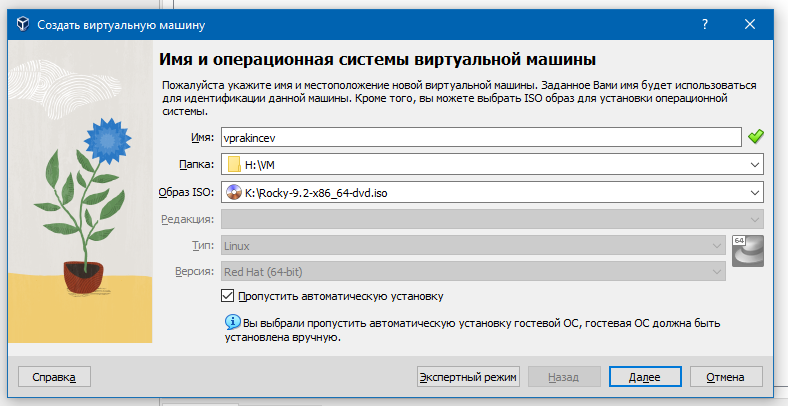 Создать виртуальную машину
Имя и операционная системы виртуальной машины
Пожалуйста укажите имя и местоположение новой виртуальной машины. Заданное Вами имя будет использоваться
для идентификации данной машины. Кроме того, вы можете выбрать ISO образ для установки операционной
системы.
Имя: vprakincev
Папка: H:\VM
Образ ISO: K:\Rocky-9.2-x86_64-dvd.iso
Редакция:
Тип: Linux 64
Версия: Red Hat (64-bit)
Пропустить автоматическую установку
Вы выбрали пропустить автоматическую установку гостевой ОС, гостевая ОС должна быть
установлена вручную.
Справка Экспертный режим Назад Далее Отмена